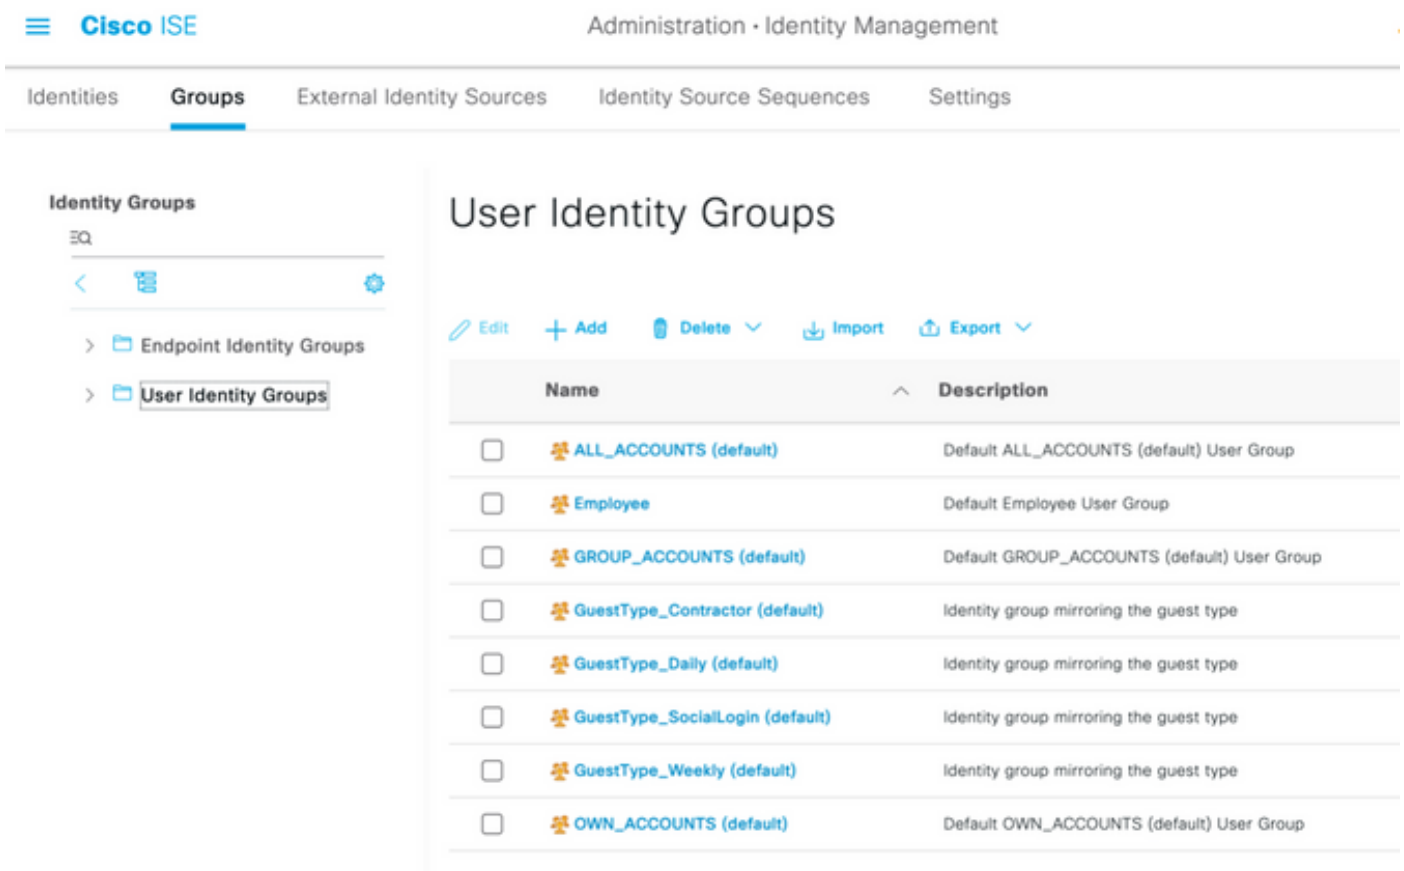 Cisco ISE
Administration · Identity Management
Identities Groups External Identity Sources Identity Source Sequences Settings
Identity Groups
Endpoint Identity Groups
User Identity Groups
User Identity Groups
Edit Add Delete Import Export
Name Description
ALL_ACCOUNTS (default) Default ALL_ACCOUNTS (default) User Group
Employee Default Employee User Group
GROUP_ACCOUNTS (default) Default GROUP_ACCOUNTS (default) User Group
GuestType_Contractor (default) Identity group mirroring the guest type
GuestType_Daily (default) Identity group mirroring the guest type
GuestType_SocialLogin (default) Identity group mirroring the guest type
GuestType_Weekly (default) Identity group mirroring the guest type
OWN_ACCOUNTS (default) Default OWN_ACCOUNTS (default) User Group